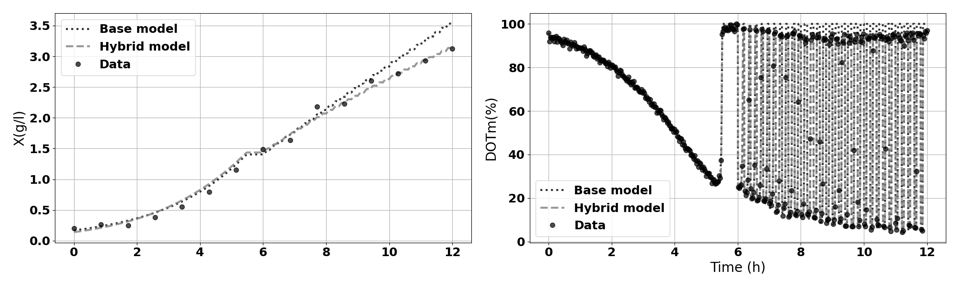 X(g/l)
3.5
3.0
2.5
2.0
1.5
1.0
0.5
0.0
0 2 4 6 8 10 12
Base model
Hybrid model
Data
DOTm(%)
100
80
60
40
20
0
0 2 4 6 8 10 12
Base model
Hybrid model
Data
Time (h)